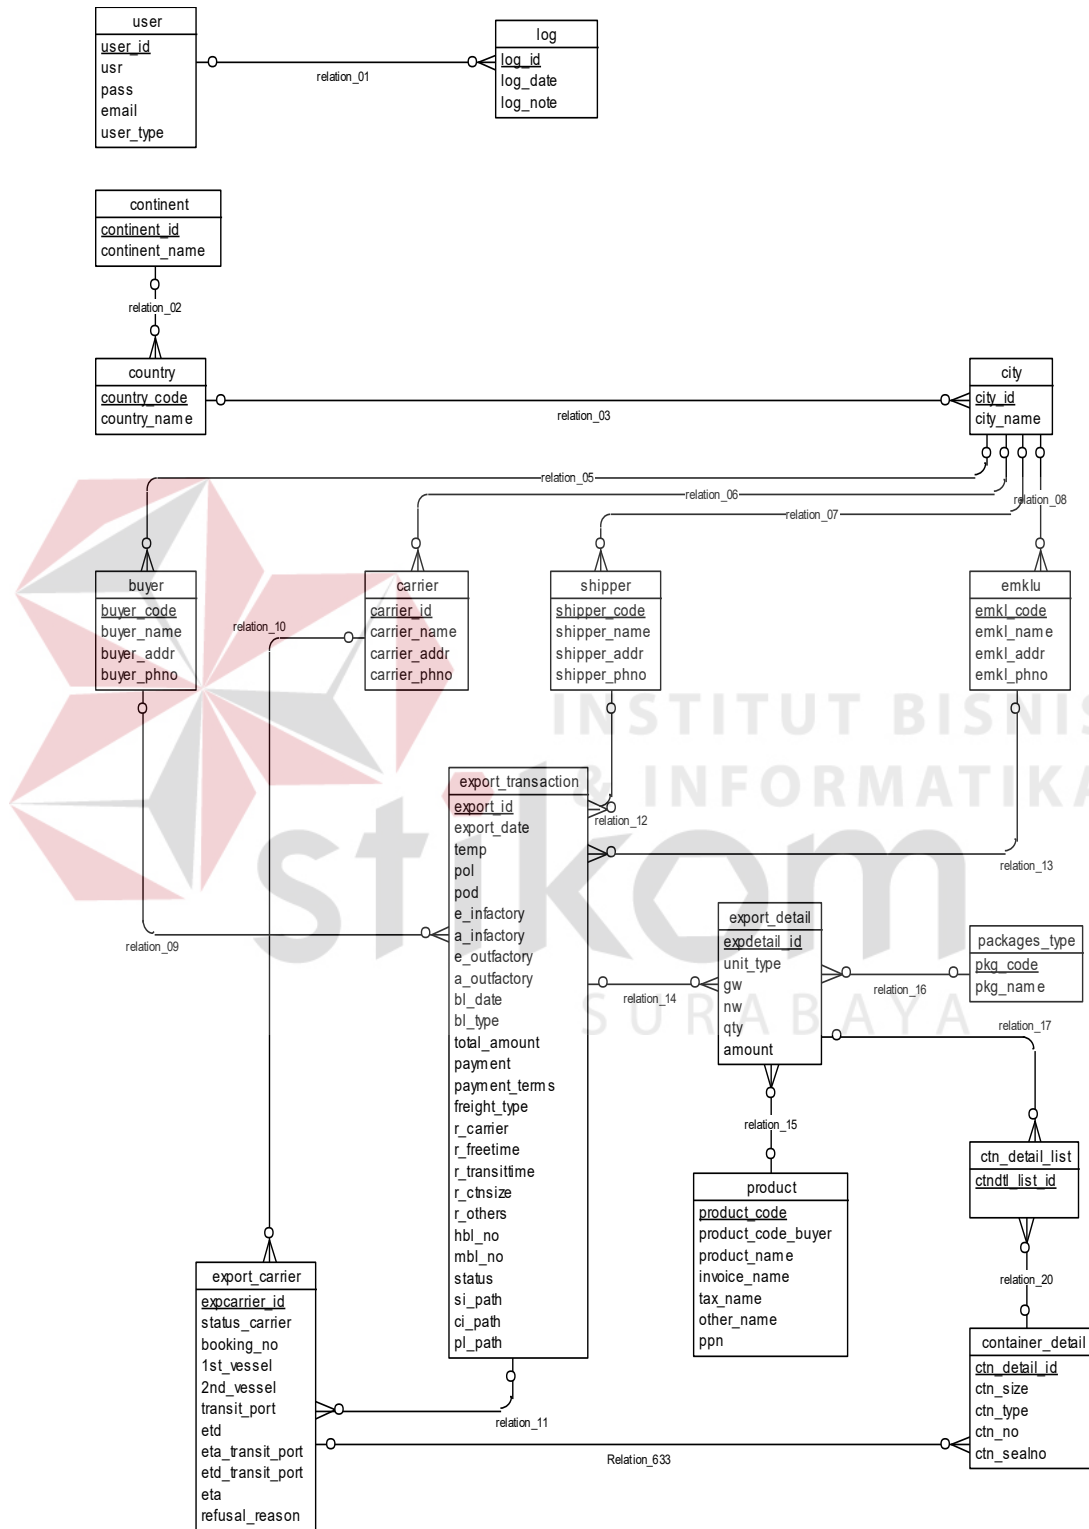 user
user_id
usr
pass
email
user_type
log
log_id
log_date
log_note
relation_01
continent
continent_id
continent_name
relation_02
country
country_code
country_name
relation_03
city
city_id
city_name
relation_05
relation_06
relation_07
relation_08
buyer
buyer_code
buyer_name
buyer_addr
buyer_phno
relation_10
carrier
carrier_id
carrier_name
carrier_addr
carrier_phno
shipper
shipper_code
shipper_name
shipper_addr
shipper_phno
emklu
emkl_code
emkl_name
emkl_addr
emkl_phno
INSTITUT BISNIS
& INFORMATIKA
stikom
SURABAYA
export_transaction
export_id
export_date
temp
pol
pod
e_infactory
a_infactory
e_outfactory
a_outfactory
bl_date
bl_type
total_amount
payment
payment_terms
freight_type
r_carrier
r_freetime
r_transittime
r_ctnsize
r_others
hbl_no
mbl_no
status
si_path
ci_path
pl_path
relation_12
relation_13
relation_09
relation_14
export_detail
expdetail_id
unit_type
gw
nw
qty
amount
relation_16
packages_type
pkg_code
pkg_name
relation_17
relation_15
product
product_code
product_code_buyer
product_name
invoice_name
tax_name
other_name
ppn
ctn_detail_list
ctndtl_list_id
relation_20
container_detail
ctn_detail_id
ctn_size
ctn_type
ctn_no
ctn_sealno
export_carrier
expcarrier_id
status_carrier
booking_no
1st_vessel
2nd_vessel
transit_port
etd
eta_transit_port
etd_transit_port
eta
refusal_reason
relation_11
Relation_633